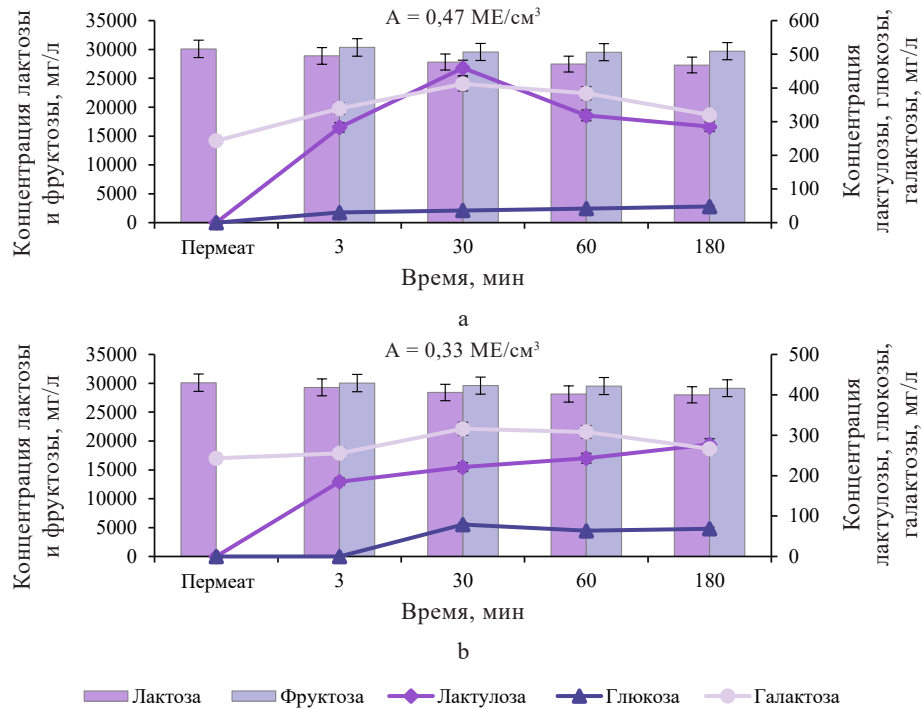 A = 0,47 МЕ/см³
Концентрация лактозы
и фруктозы, мг/л
35000
30000
25000
20000
15000
10000
5000
0
600
500
400
300
200
100
0
Концентрация
лактулозы, глюкозы,
галактозы, мг/л
Пермеат 3 30 60 180
Время, мин
a
A = 0,33 МЕ/см³
Концентрация лактозы
и фруктозы, мг/л
35000
30000
25000
20000
15000
10000
5000
0
500
400
300
200
100
0
Концентрация
лактулозы, глюкозы,
галактозы, мг/л
Пермеат 3 30 60 180
Время, мин
b
Лактоза Фруктоза Лактулоза Глюкоза Галактоза